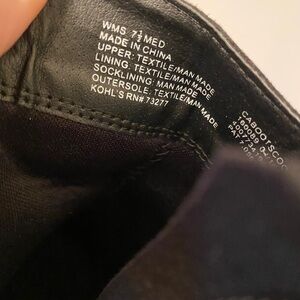 WMS 7½ MED
MADE IN CHINA
UPPER: TEXTILE/MAN MADE
LINING: TEXTILE/MAN MADE
SOCKLINING: MAN MADE
OUTERSOLE: TEXTILE/MAN MADE
KOHL'S RN# 73277
CABOOTSCOO